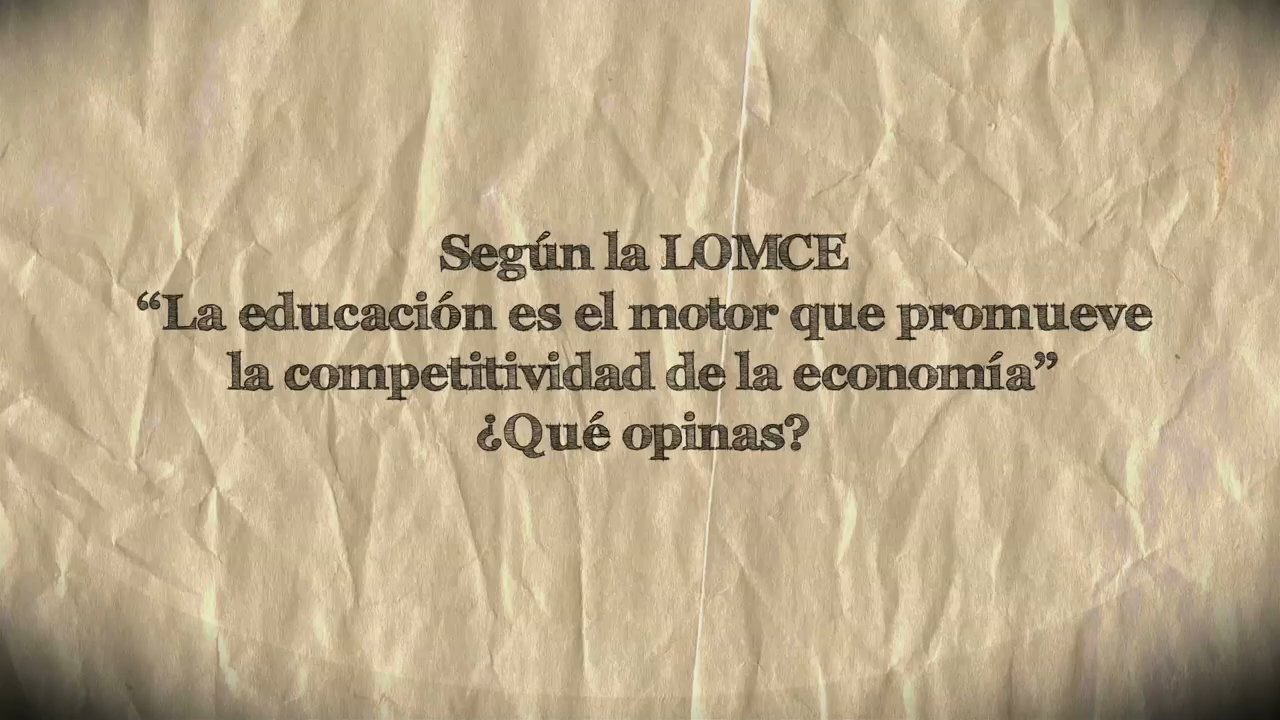 Según la LOMCE
“La educación es el motor que promueve
la competitividad de la economía”
¿Qué opinas?